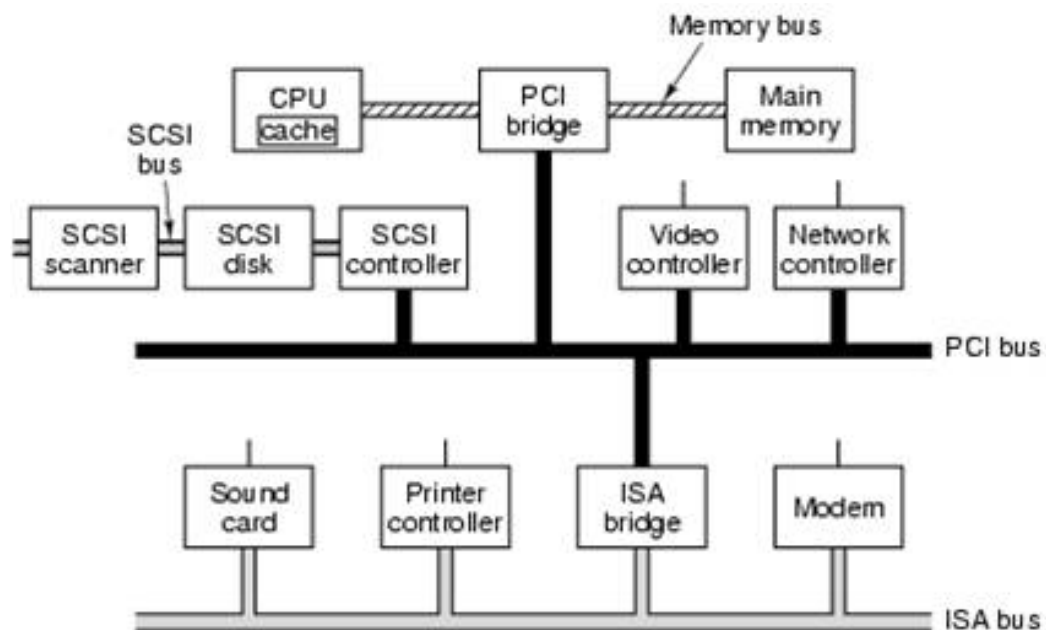 Memory bus
CPU
cache
PCI
bridge
Main
memory
SCSI
bus
SCSI
scanner
SCSI
disk
SCSI
controller
Video
controller
Network
controller
PCI bus
Sound
card
Printer
controller
ISA
bridge
Modem
ISA bus